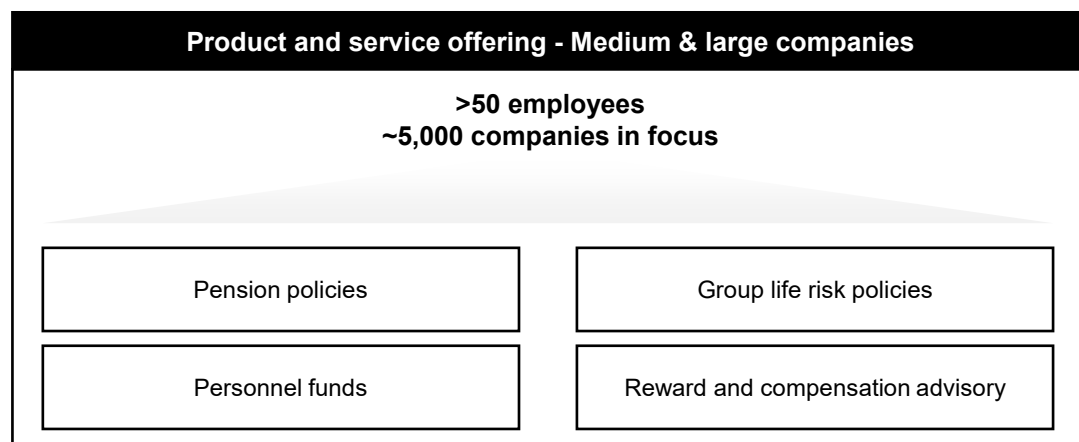 Product and service offering - Medium & large companies
>50 employees
~5,000 companies in focus
Pension policies
Group life risk policies
Personnel funds
Reward and compensation advisory